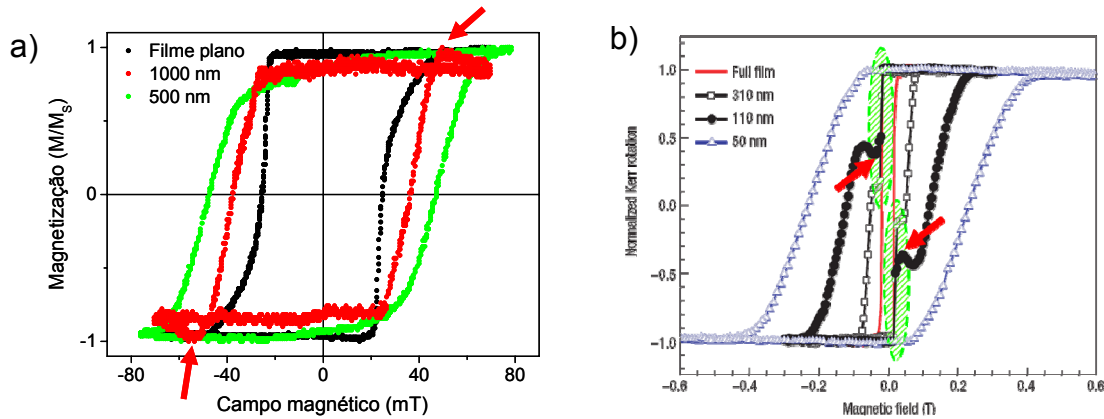 a)
Magnetização (M/M_S)
1
0
-1
Filme plano
1000 nm
500 nm
-80
-40
0
40
80
Campo magnético (mT)
b)
Normalized Kerr rotation
1.0
0.5
0.0
-0.5
-1.0
Full film
310 nm
110 nm
50 nm
-0.6
-0.4
-0.2
0.0
0.2
0.4
0.6
Magnetic field (T)